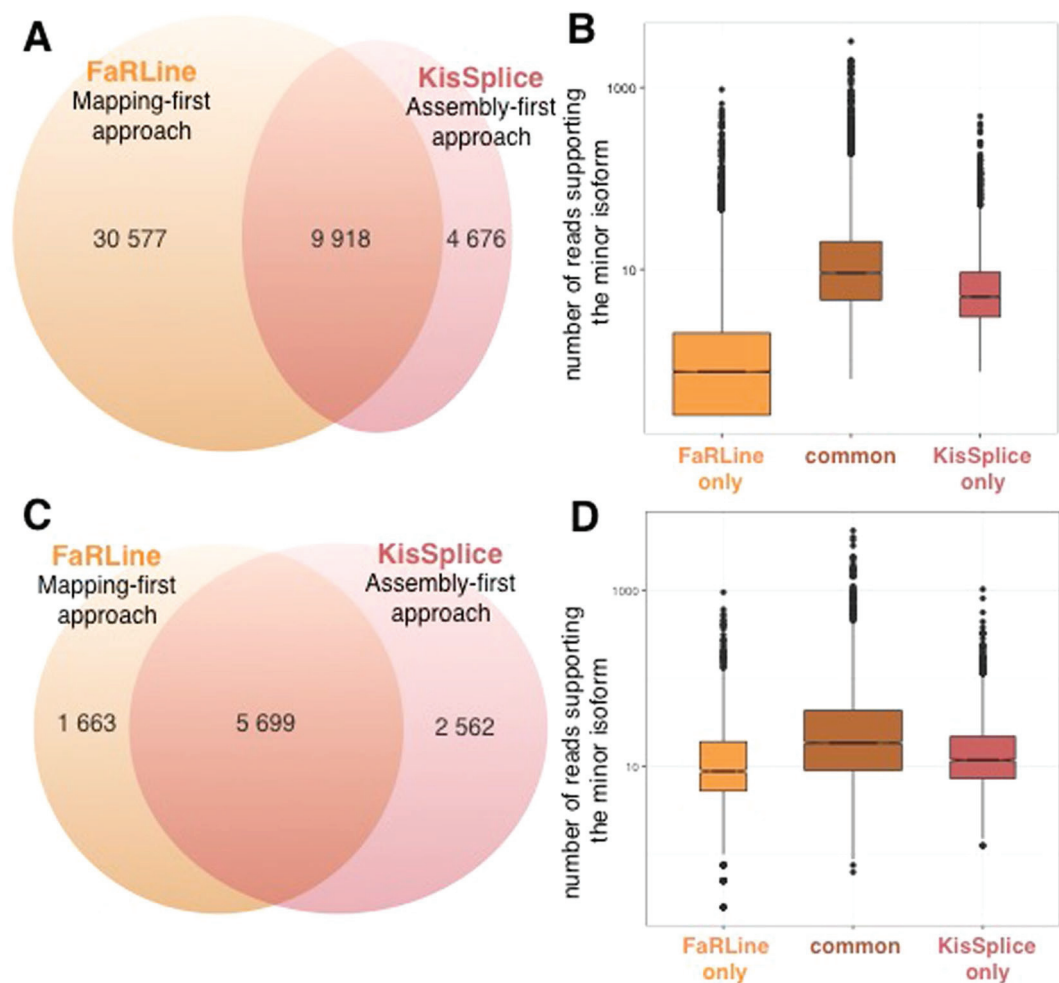 A
FaRLine
Mapping-first
approach
KisSplice
Assembly-first
approach
30 577
9 918
4 676
B
number of reads supporting
the minor isoform
1000
10
FaRLine
only
common
KisSplice
only
C
FaRLine
Mapping-first
approach
KisSplice
Assembly-first
approach
1 663
5 699
2 562
D
number of reads supporting
the minor isoform
1000
10
FaRLine
only
common
KisSplice
only